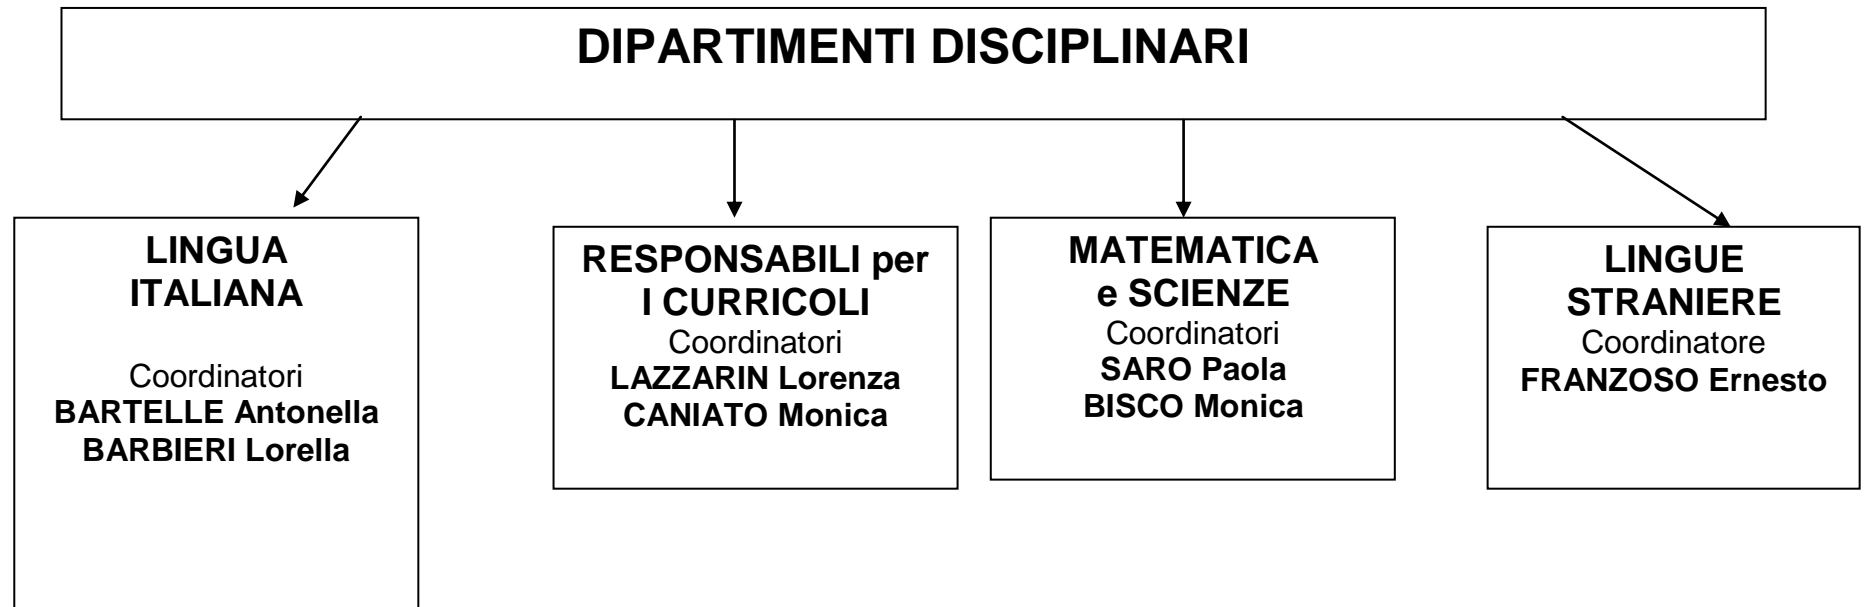 DIPARTIMENTI DISCIPLINARI
LINGUA
ITALIANA
Coordinatori
BARTELLE Antonella
BARBIERI Lorella
RESPONSABILI per
I CURRICOLI
Coordinatori
LAZZARIN Lorenza
CANIATO Monica
MATEMATICA
e SCIENZE
Coordinatori
SARO Paola
BISCO Monica
LINGUE
STRANIERE
Coordinatore
FRANZOSO Ernesto